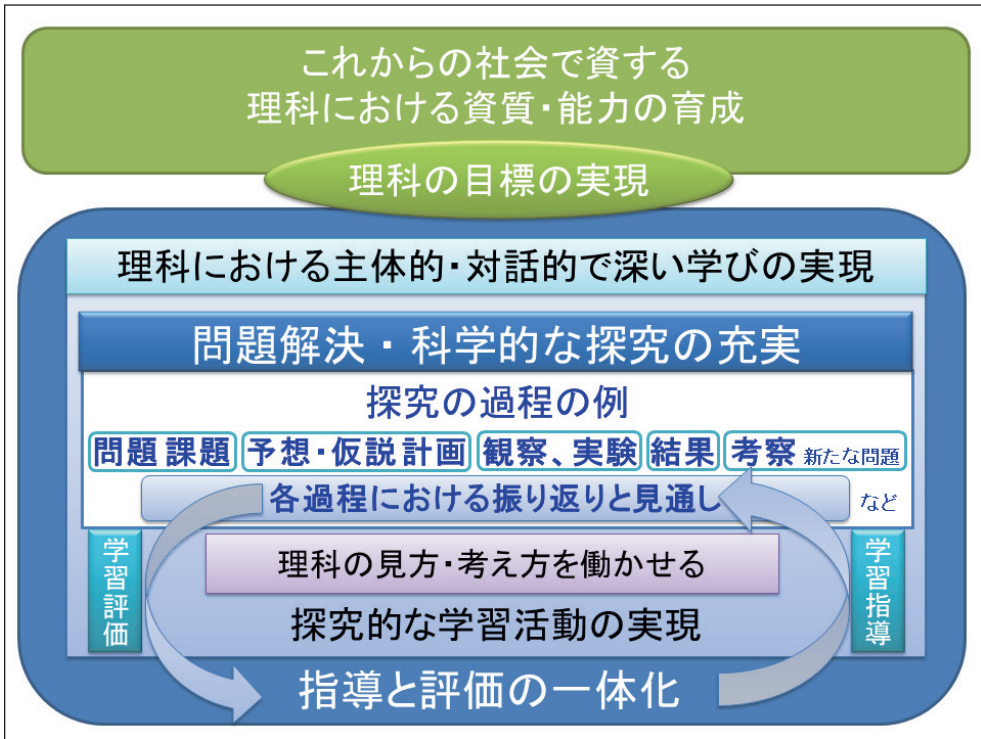 これからの社会で資する
理科における資質・能力の育成
理科の目標の実現
理科における主体的・対話的で深い学びの実現
問題解決・科学的な探究の充実
探究の過程の例
問題 課題 予想・仮説 計画 観察、実験 結果 考察 新たな問題
各過程における振り返りと見通し など
学習評価
理科の見方・考え方を働かせる
学習指導
探究的な学習活動の実現
指導と評価の一体化